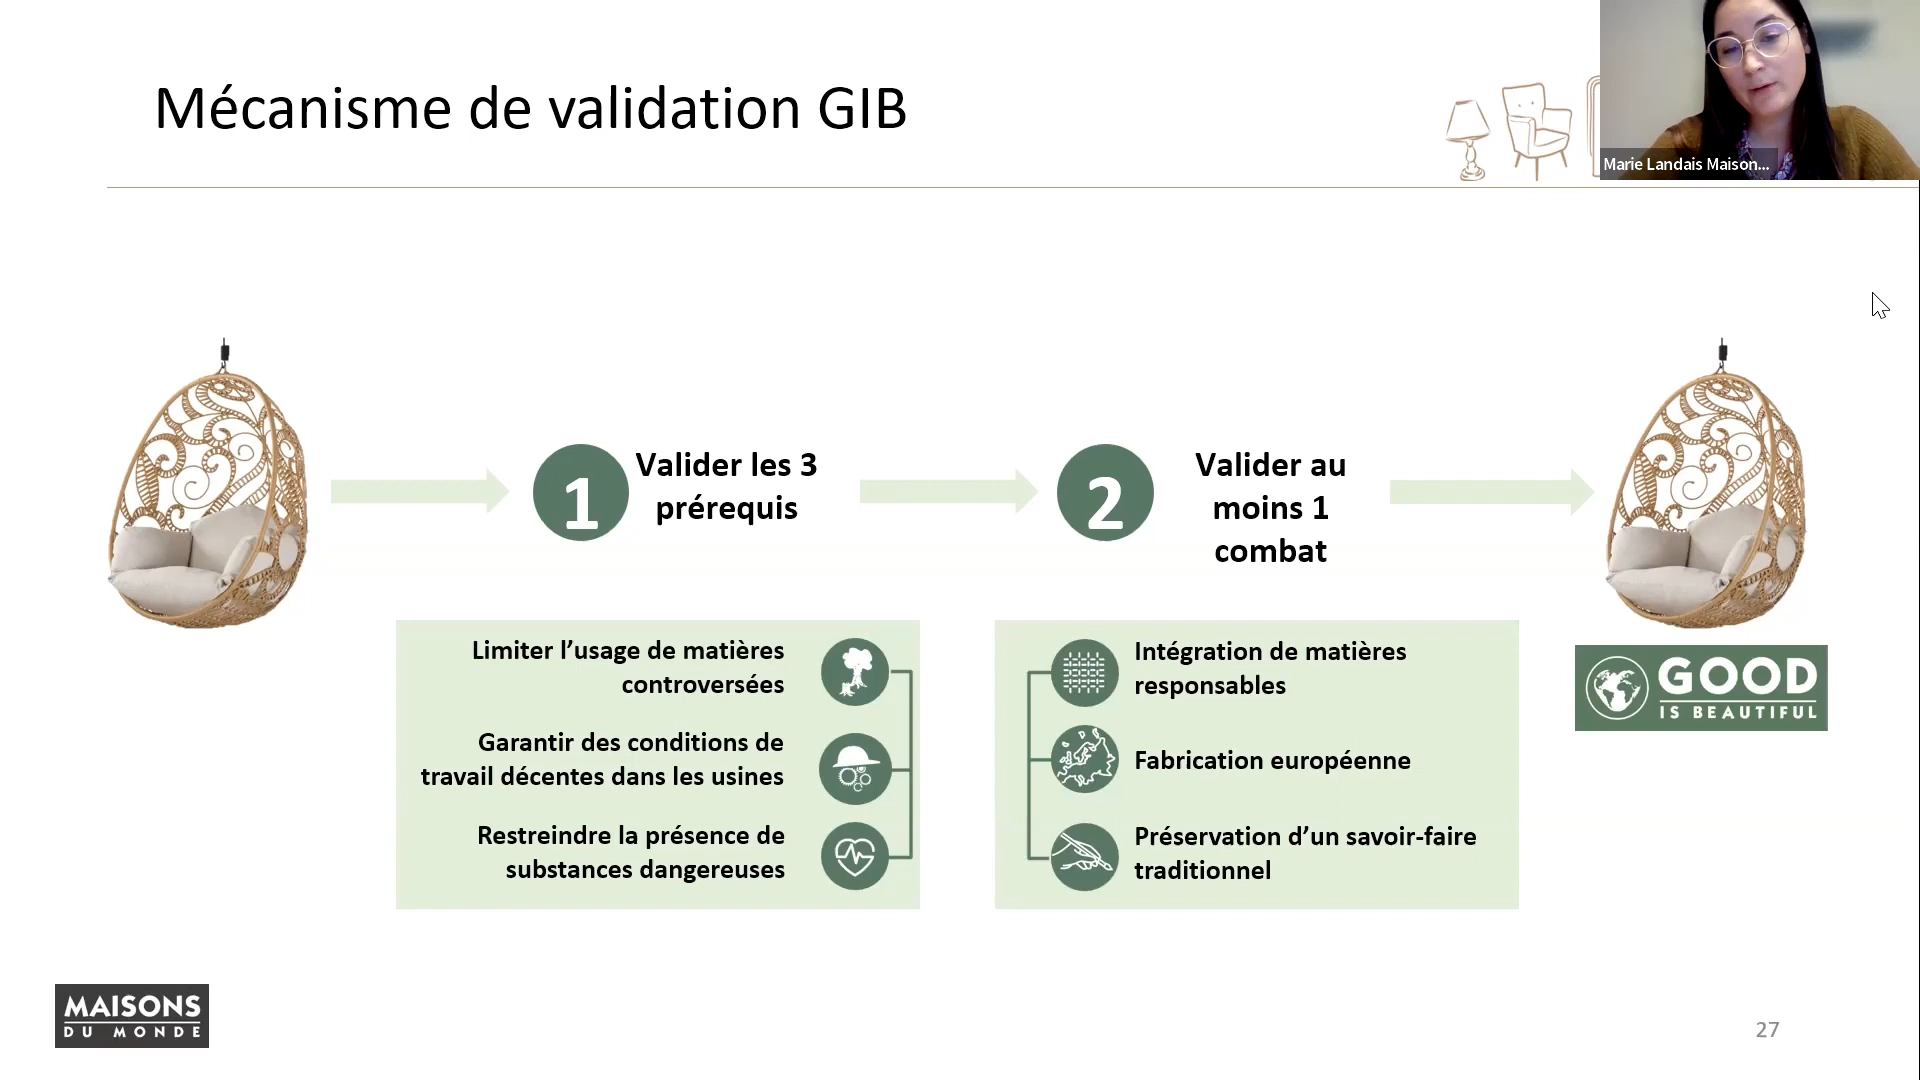 Mécanisme de validation GIB
Marie Landais Maison...
1
Valider les 3
prérequis
2
Valider au
moins 1
combat
Limiter l’usage de matières
controversées
Garantir des conditions de
travail décentes dans les usines
Restreindre la présence de
substances dangereuses
Intégration de matières
responsables
Fabrication européenne
Préservation d’un savoir-faire
traditionnel
GOOD
IS BEAUTIFUL
MAISONS
DU MONDE
27